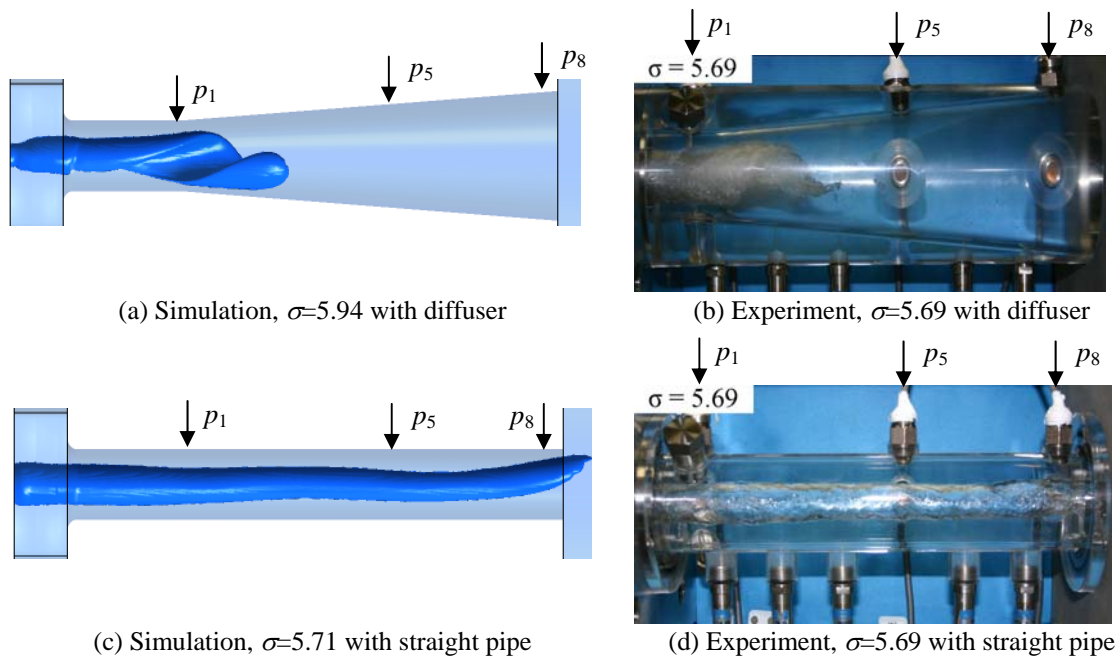 p1
p5
p8
p1
p5
p8
σ = 5.69
(a) Simulation, σ=5.94 with diffuser
(b) Experiment, σ=5.69 with diffuser
p1
p5
p8
p1
p5
p8
σ = 5.69
(c) Simulation, σ=5.71 with straight pipe
(d) Experiment, σ=5.69 with straight pipe